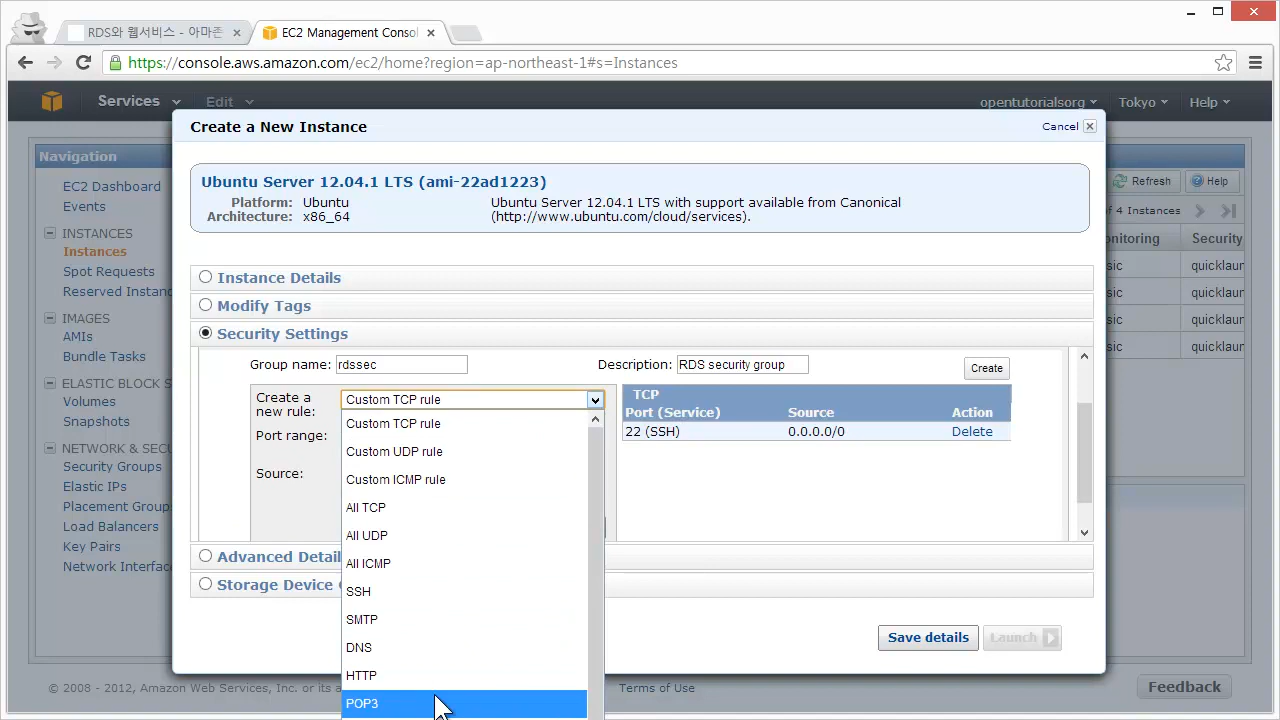 RDS와 웹서비스 - 아마존
EC2 Management Consol
https://console.aws.amazon.com/ec2/home?region=ap-northeast-1#s=Instances
Services Edit opentutorialsorg Tokyo Help
Create a New Instance Cancel
Navigation
EC2 Dashboard
Events
INSTANCES
Instances
Spot Requests
Reserved Instanc
IMAGES
AMIs
Bundle Tasks
ELASTIC BLOCK S
Volumes
Snapshots
NETWORK & SECU
Security Groups
Elastic IPs
Placement Group
Load Balancers
Key Pairs
Network Interfac
Ubuntu Server 12.04.1 LTS (ami-22ad1223)
Platform: Ubuntu
Architecture: x86_64
Ubuntu Server 12.04.1 LTS with support available from Canonical
(http://www.ubuntu.com/cloud/services).
Refresh Help
of 4 Instances
nitoring Security
sic quicklaun
sic quicklaun
sic quicklaun
sic quicklaun
Instance Details
Modify Tags
Security Settings
Group name: rdssec Description: RDS security group Create
Create a
new rule: Custom TCP rule
Port range:
Source:
Custom TCP rule
Custom UDP rule
Custom ICMP rule
All TCP
All UDP
All ICMP
SSH
SMTP
DNS
HTTP
POP3
TCP
Port (Service) Source Action
22 (SSH) 0.0.0.0/0 Delete
Advanced Detail
Storage Device
Save details Launch
© 2008 - 2012, Amazon Web Services, Inc. or its a
Terms of Use
Feedback